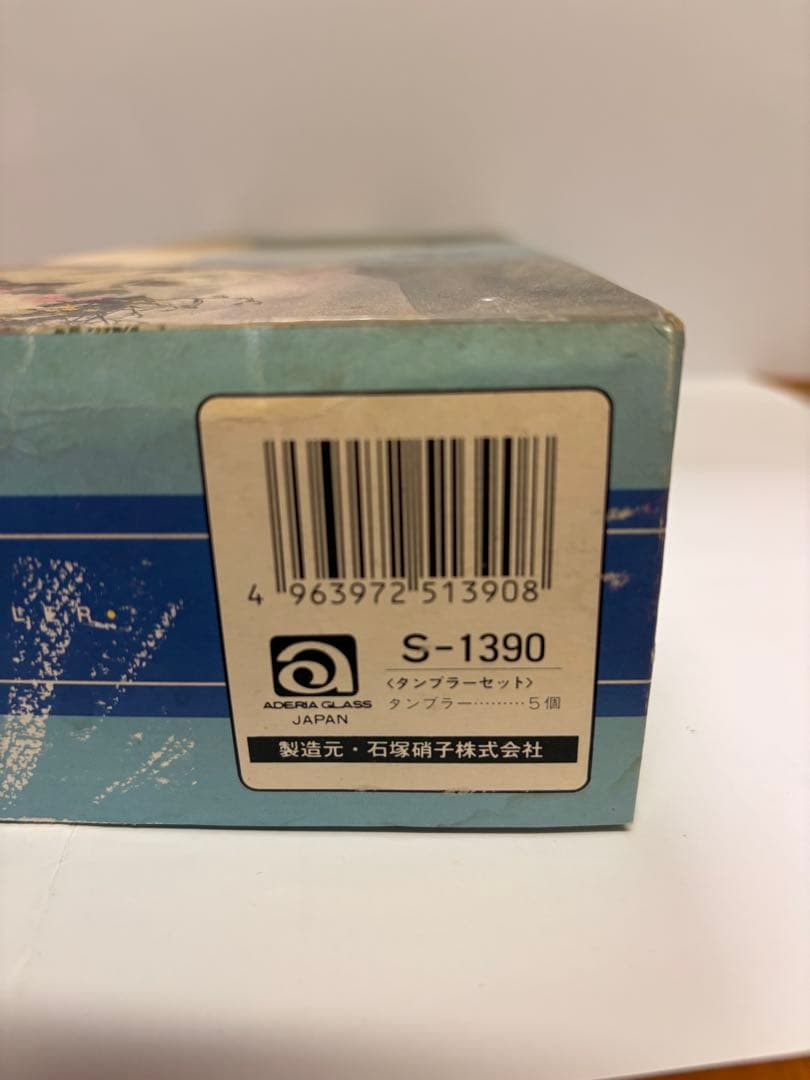 4 963972 513908
S-1390
〈タンブラーセット〉
タンブラー………5個
ADERIA GLASS
JAPAN
製造元・石塚硝子株式会社
LER